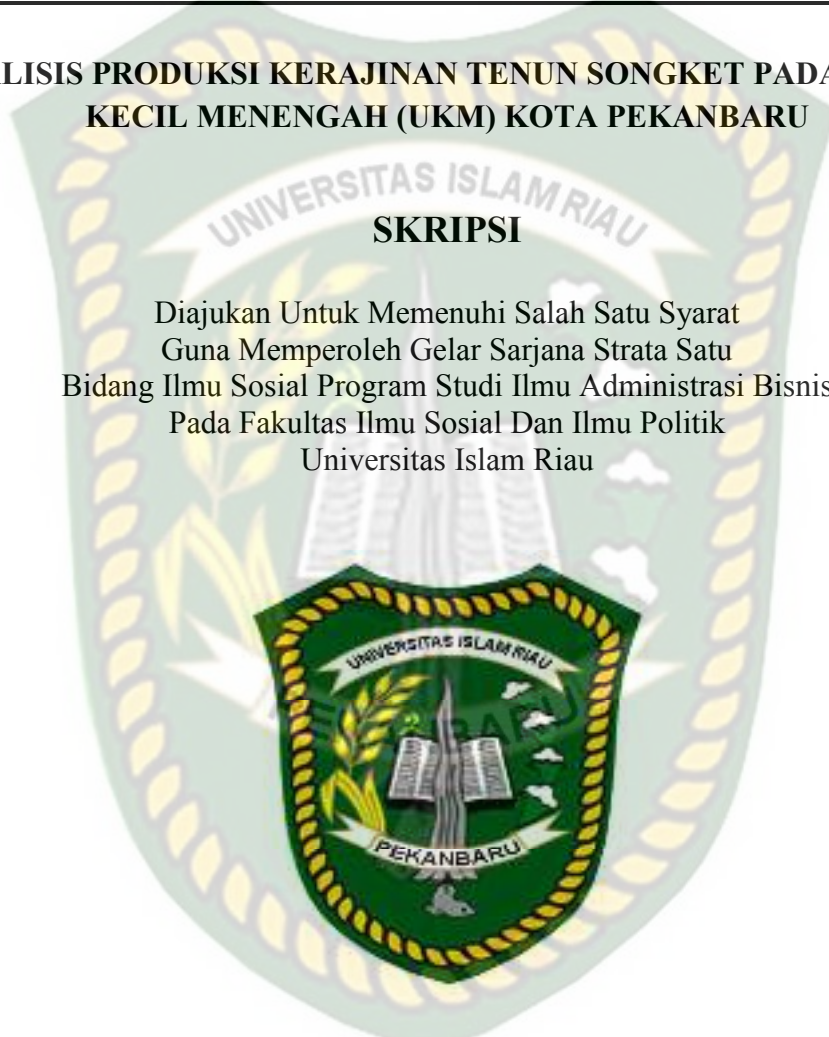 ALISIS PRODUKSI KERAJINAN TENUN SONGKET PADA
KECIL MENENGAH (UKM) KOTA PEKANBARU
UNIVERSITAS ISLAM RIAU
SKRIPSI
Diajukan Untuk Memenuhi Salah Satu Syarat
Guna Memperoleh Gelar Sarjana Strata Satu
Bidang Ilmu Sosial Program Studi Ilmu Administrasi Bisnis
Pada Fakultas Ilmu Sosial Dan Ilmu Politik
Universitas Islam Riau
UNIVERSITAS ISLAM RIAU
PEKANBARU
PEKANBARU